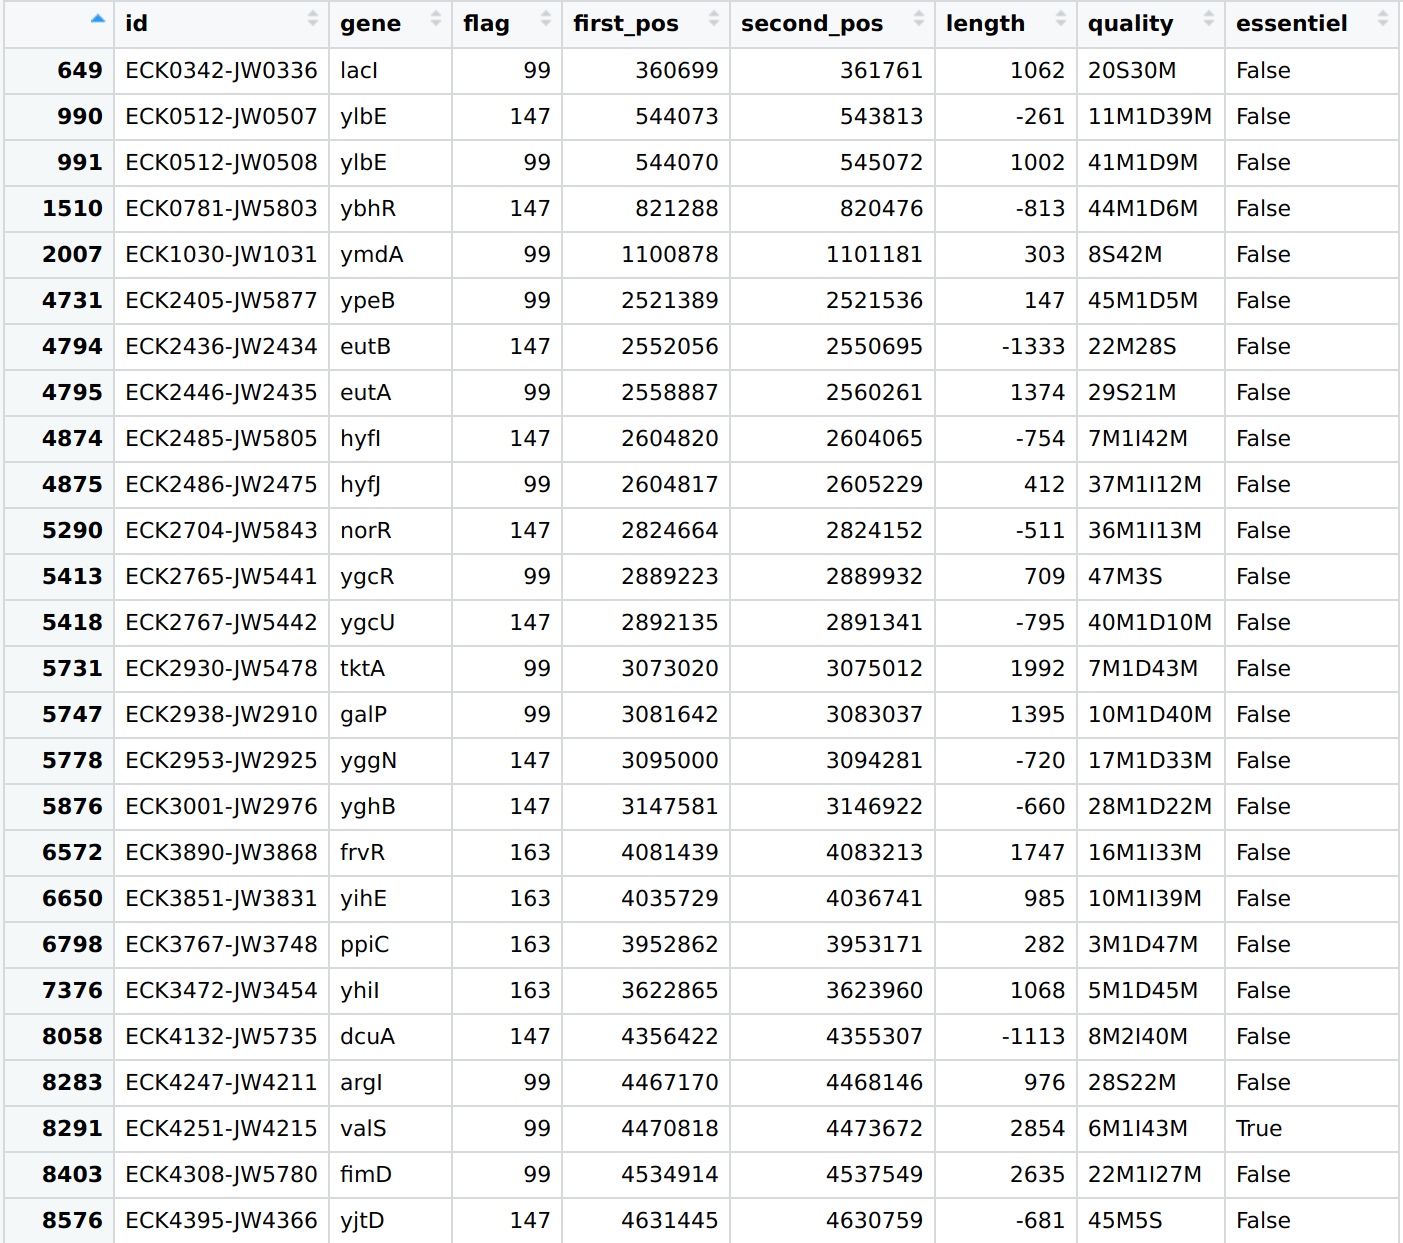 id gene flag first_pos second_pos length quality essentiel
649 ECK0342-JW0336 lacI 99 360699 361761 1062 20S30M False
990 ECK0512-JW0507 ylbE 147 544073 543813 -261 11M1D39M False
991 ECK0512-JW0508 ylbE 99 544070 545072 1002 41M1D9M False
1510 ECK0781-JW5803 ybhR 147 821288 820476 -813 44M1D6M False
2007 ECK1030-JW1031 ymdA 99 1100878 1101181 303 8S42M False
4731 ECK2405-JW5877 ypeB 99 2521389 2521536 147 45M1D5M False
4794 ECK2436-JW2434 eutB 147 2552056 2550695 -1333 22M28S False
4795 ECK2446-JW2435 eutA 99 2558887 2560261 1374 29S21M False
4874 ECK2485-JW5805 hyfI 147 2604820 2604065 -754 7M1I42M False
4875 ECK2486-JW2475 hyfJ 99 2604817 2605229 412 37M1I12M False
5290 ECK2704-JW5843 norR 147 2824664 2824152 -511 36M1I13M False
5413 ECK2765-JW5441 ygcR 99 2889223 2889932 709 47M3S False
5418 ECK2767-JW5442 ygcU 147 2892135 2891341 -795 40M1D10M False
5731 ECK2930-JW5478 tktA 99 3073020 3075012 1992 7M1D43M False
5747 ECK2938-JW2910 galP 99 3081642 3083037 1395 10M1D40M False
5778 ECK2953-JW2925 yggN 147 3095000 3094281 -720 17M1D33M False
5876 ECK3001-JW2976 yghB 147 3147581 3146922 -660 28M1D22M False
6572 ECK3890-JW3868 frvR 163 4081439 4083213 1747 16M1I33M False
6650 ECK3851-JW3831 yihE 163 4035729 4036741 985 10M1I39M False
6798 ECK3767-JW3748 ppiC 163 3952862 3953171 282 3M1D47M False
7376 ECK3472-JW3454 yhiI 163 3622865 3623960 1068 5M1D45M False
8058 ECK4132-JW5735 dcuA 147 4356422 4355307 -1113 8M2I40M False
8283 ECK4247-JW4211 argI 99 4467170 4468146 976 28S22M False
8291 ECK4251-JW4215 valS 99 4470818 4473672 2854 6M1I43M True
8403 ECK4308-JW5780 fimD 99 4534914 4537549 2635 22M1I27M False
8576 ECK4395-JW4366 yjtD 147 4631445 4630759 -681 45M5S False